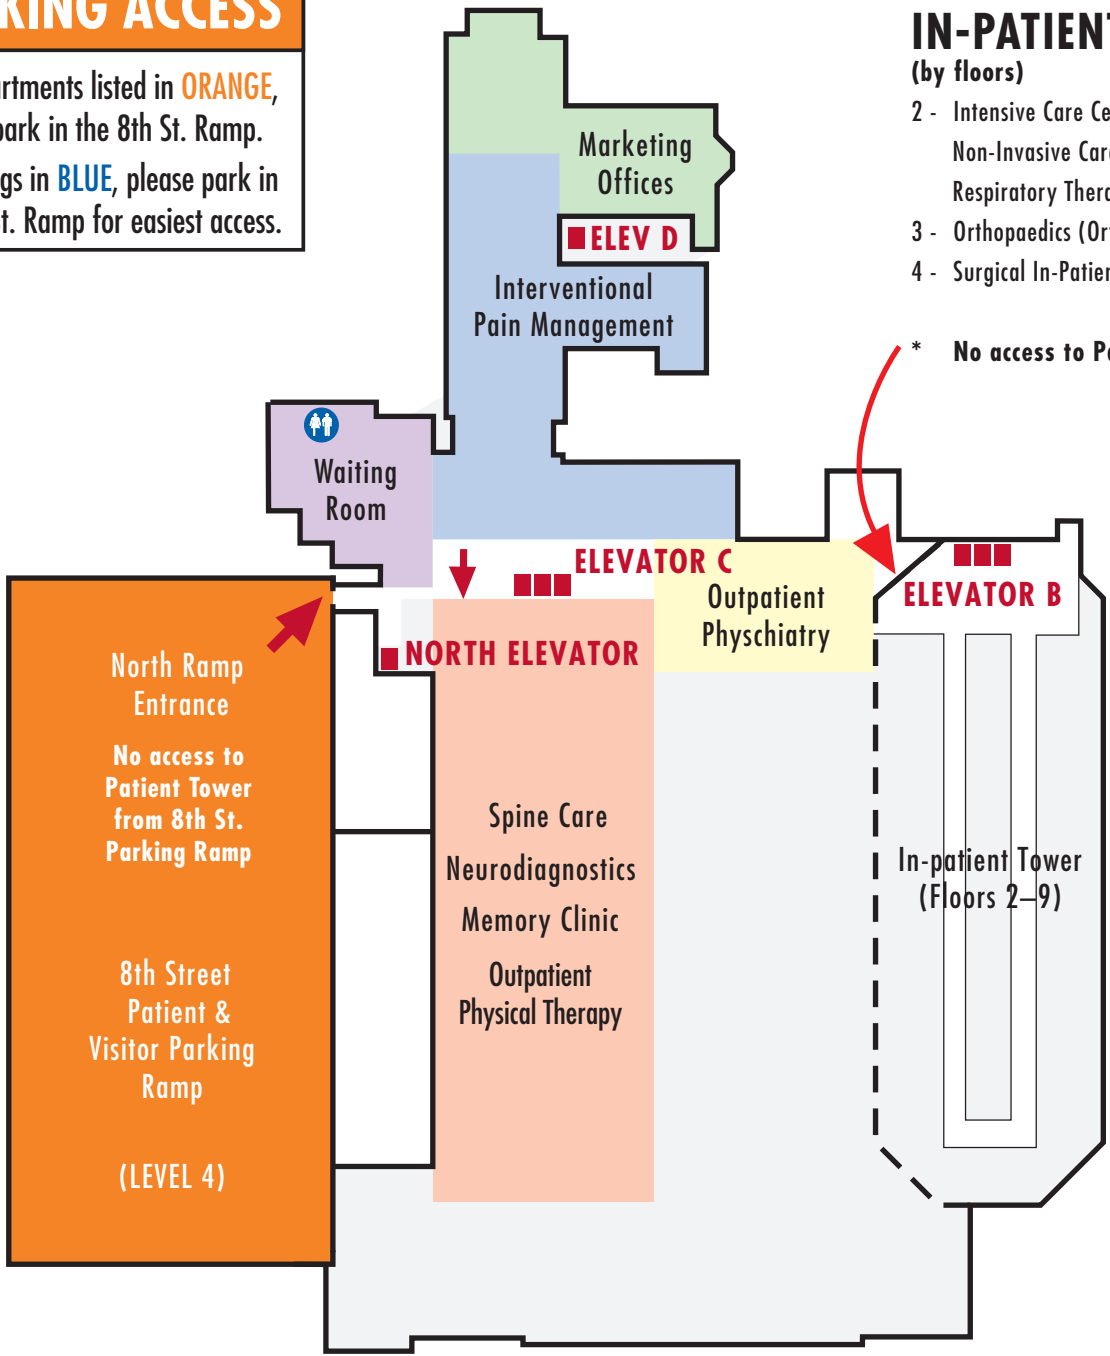 KING ACCESS
artments listed in ORANGE,
park in the 8th St. Ramp.
gs in BLUE, please park in
t. Ramp for easiest access.
IN-PATIENT
(by floors)
2 - Intensive Care Ce
Non-Invasive Car
Respiratory Thera
3 - Orthopaedics (Or
4 - Surgical In-Patien
* No access to Pa
Marketing
Offices
ELEV D
Interventional
Pain Management
Waiting
Room
ELEVATOR C
Outpatient
Physchiatry
ELEVATOR B
NORTH ELEVATOR
North Ramp
Entrance
No access to
Patient Tower
from 8th St.
Parking Ramp
Spine Care
Neurodiagnostics
Memory Clinic
Outpatient
Physical Therapy
In-patient Tower
(Floors 2–9)
8th Street
Patient &
Visitor Parking
Ramp
(LEVEL 4)